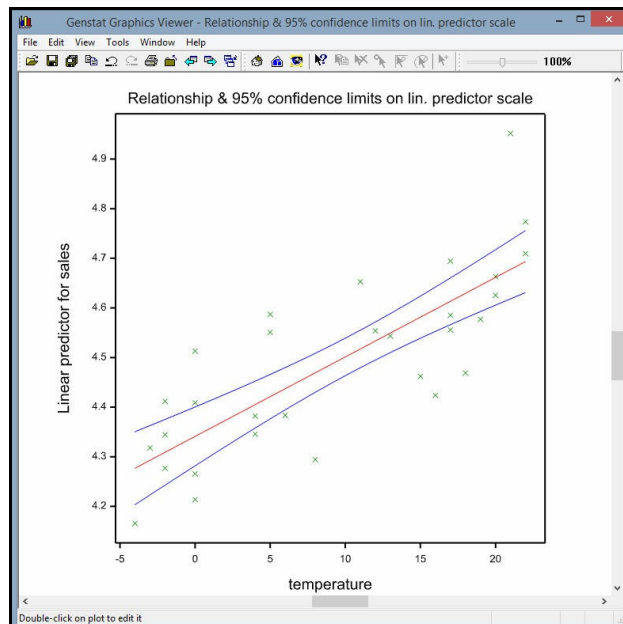 Genstat Graphics Viewer - Relationship & 95% confidence limits on lin. predictor scale
File Edit View Tools Window Help
100%
Relationship & 95% confidence limits on lin. predictor scale
4.9
4.8
4.7
4.6
4.5
4.4
4.3
4.2
Linear predictor for sales
-5 0 5 10 15 20
temperature
Double-click on plot to edit it